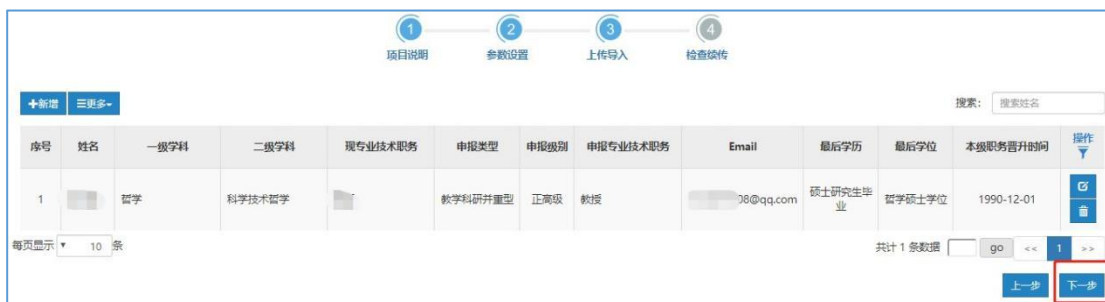 1 2 3 4
项目说明 参数设置 上传导入 检查续传
新增 更多 搜索: 搜索姓名
序号 姓名 一级学科 二级学科 现专业技术职务 申报类型 申报级别 申报专业技术职务 Email 最后学历 最后学位 本级职务晋升时间 操作
1 哲学 科学技术哲学 教学科研并重型 正高级 教授 08@qq.com 硕士研究生毕业 哲学硕士学位 1990-12-01
每页显示 10 条 共计 1 条数据 go << 1 >>
上一步 下一步